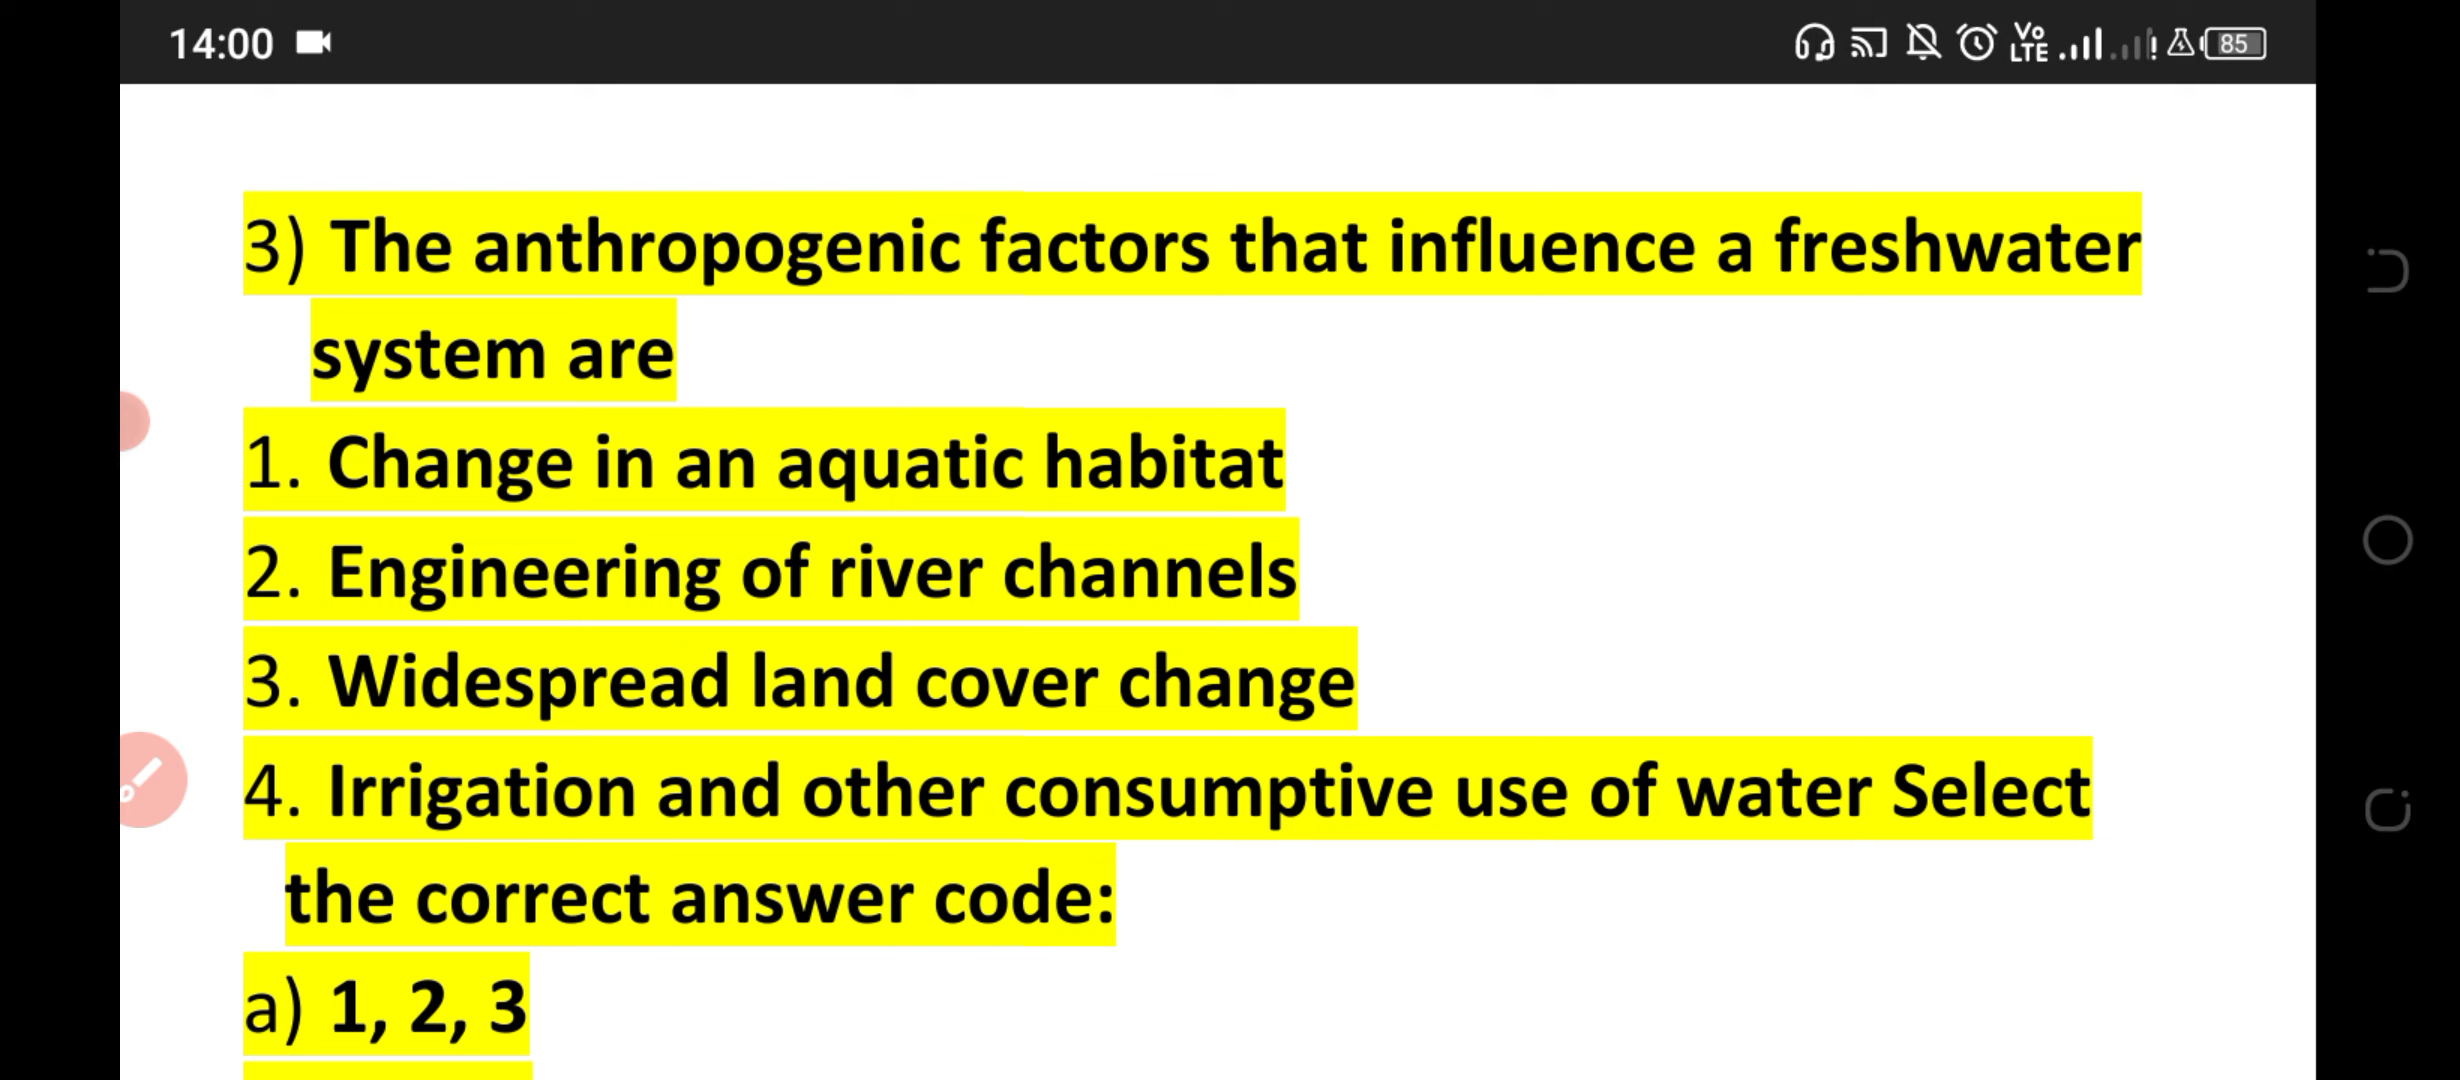 14:00
Vo
LTE
85
3) The anthropogenic factors that influence a freshwater
system are
1. Change in an aquatic habitat
2. Engineering of river channels
3. Widespread land cover change
4. Irrigation and other consumptive use of water Select
the correct answer code:
a) 1, 2, 3